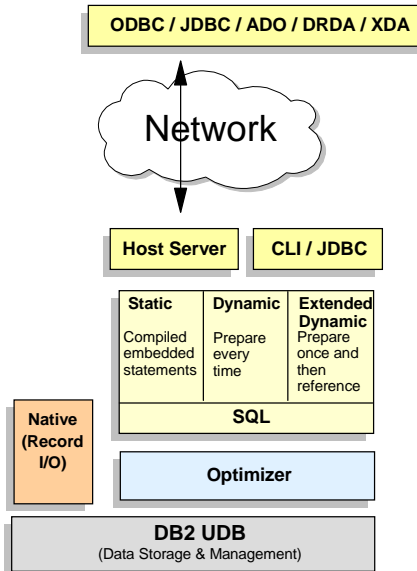 ODBC / JDBC / ADO / DRDA / XDA
Network
Host Server
CLI / JDBC
Static
Compiled
embedded
statements
Dynamic
Prepare
every
time
Extended
Dynamic
Prepare
once and
then
reference
SQL
Native
(Record
I/O)
Optimizer
DB2 UDB
(Data Storage & Management)